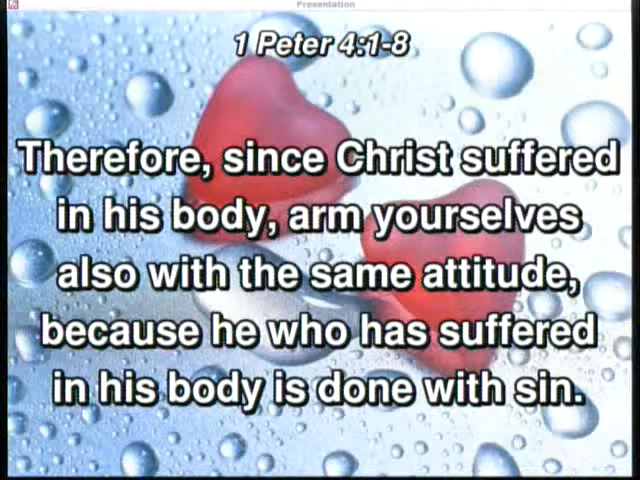 Presentation
1 Peter 4:1-8
Therefore, since Christ suffered
in his body, arm yourselves
also with the same attitude,
because he who has suffered
in his body is done with sin.